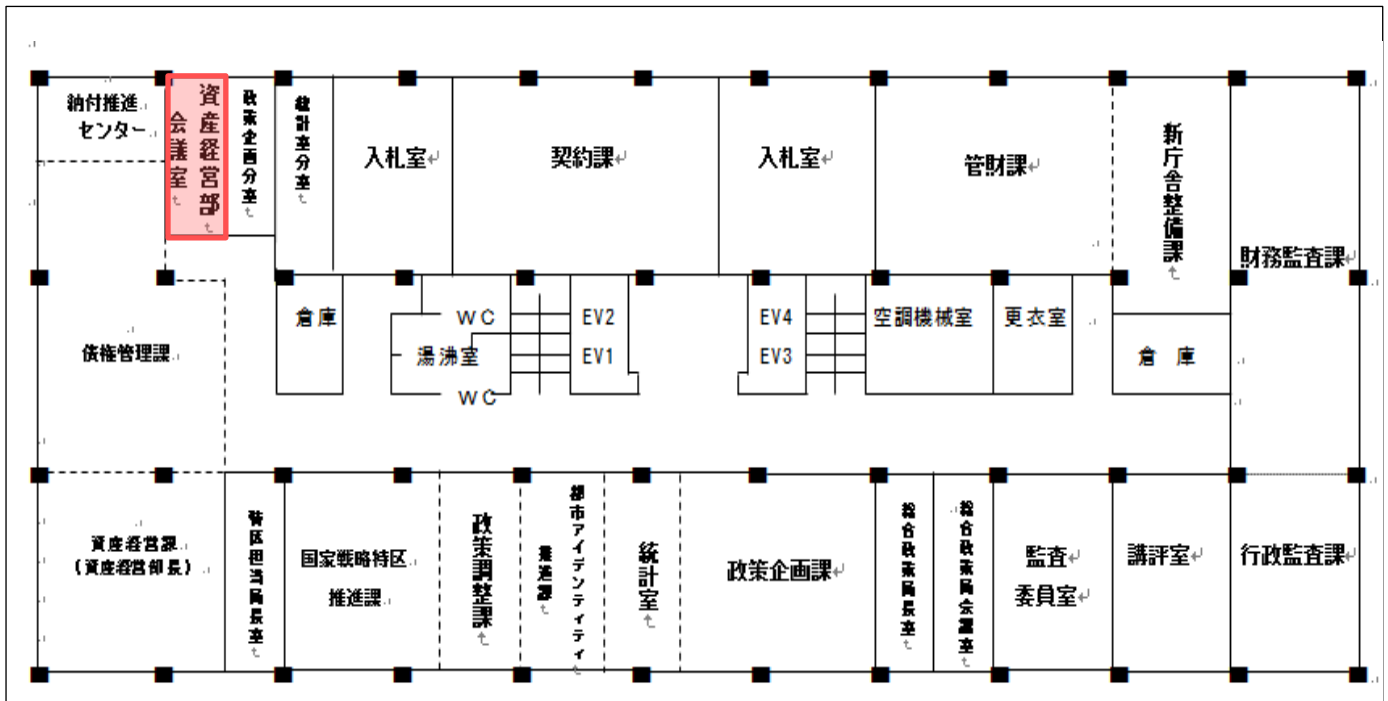 納付推進
センター
資産経営部
会議室
政策企画分室
統計室分室
入札室
契約課
入札室
管財課
新庁舎整備課
財務監査課
倉庫
WC
湯沸室
WC
EV2
EV1
EV4
EV3
空調機械室
更衣室
倉　庫
債権管理課
資産経営課
(資産経営部長)
特区担当局長室
国家戦略特区
推進課
政策調整課
都市アイデンティティ
推進課
統計室
政策企画課
総合政策局長室
総合政策局会議室
監査
委員室
講評室
行政監査課